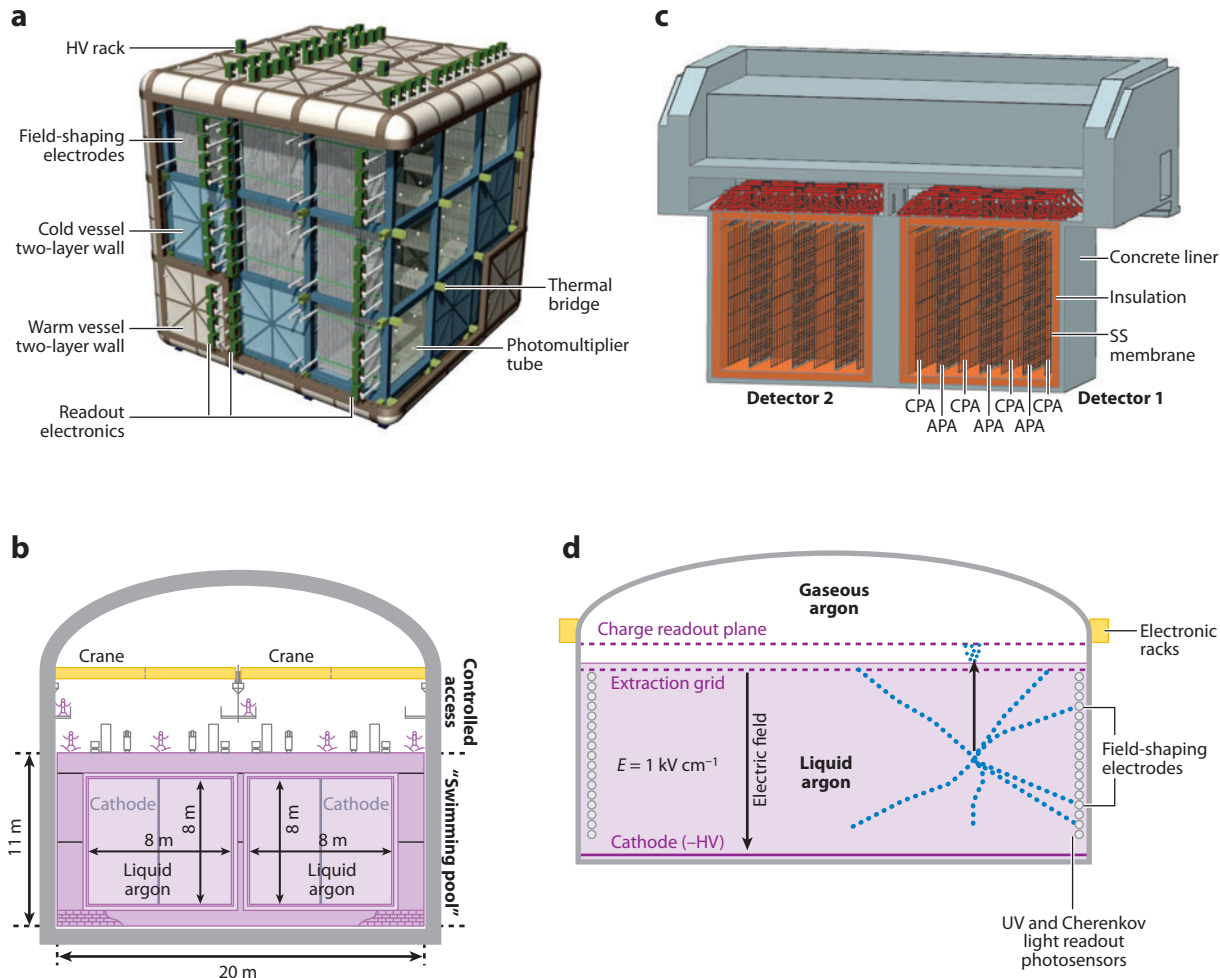 a
HV rack
Field-shaping
electrodes
Cold vessel
two-layer wall
Warm vessel
two-layer wall
Readout
electronics
Thermal
bridge
Photomultiplier
tube
c
Concrete liner
Insulation
SS
membrane
Detector 2
CPA CPA CPA CPA
APA APA APA
Detector 1
b
Crane Crane
Controlled
access
"Swimming pool"
11 m
Cathode
8 m
8 m
Liquid
argon
Cathode
8 m
8 m
Liquid
argon
20 m
d
Gaseous
argon
Charge readout plane
Electronic
racks
Extraction grid
Electric field
E = 1 kV cm⁻¹
Liquid
argon
Field-shaping
electrodes
Cathode (–HV)
UV and Cherenkov
light readout
photosensors